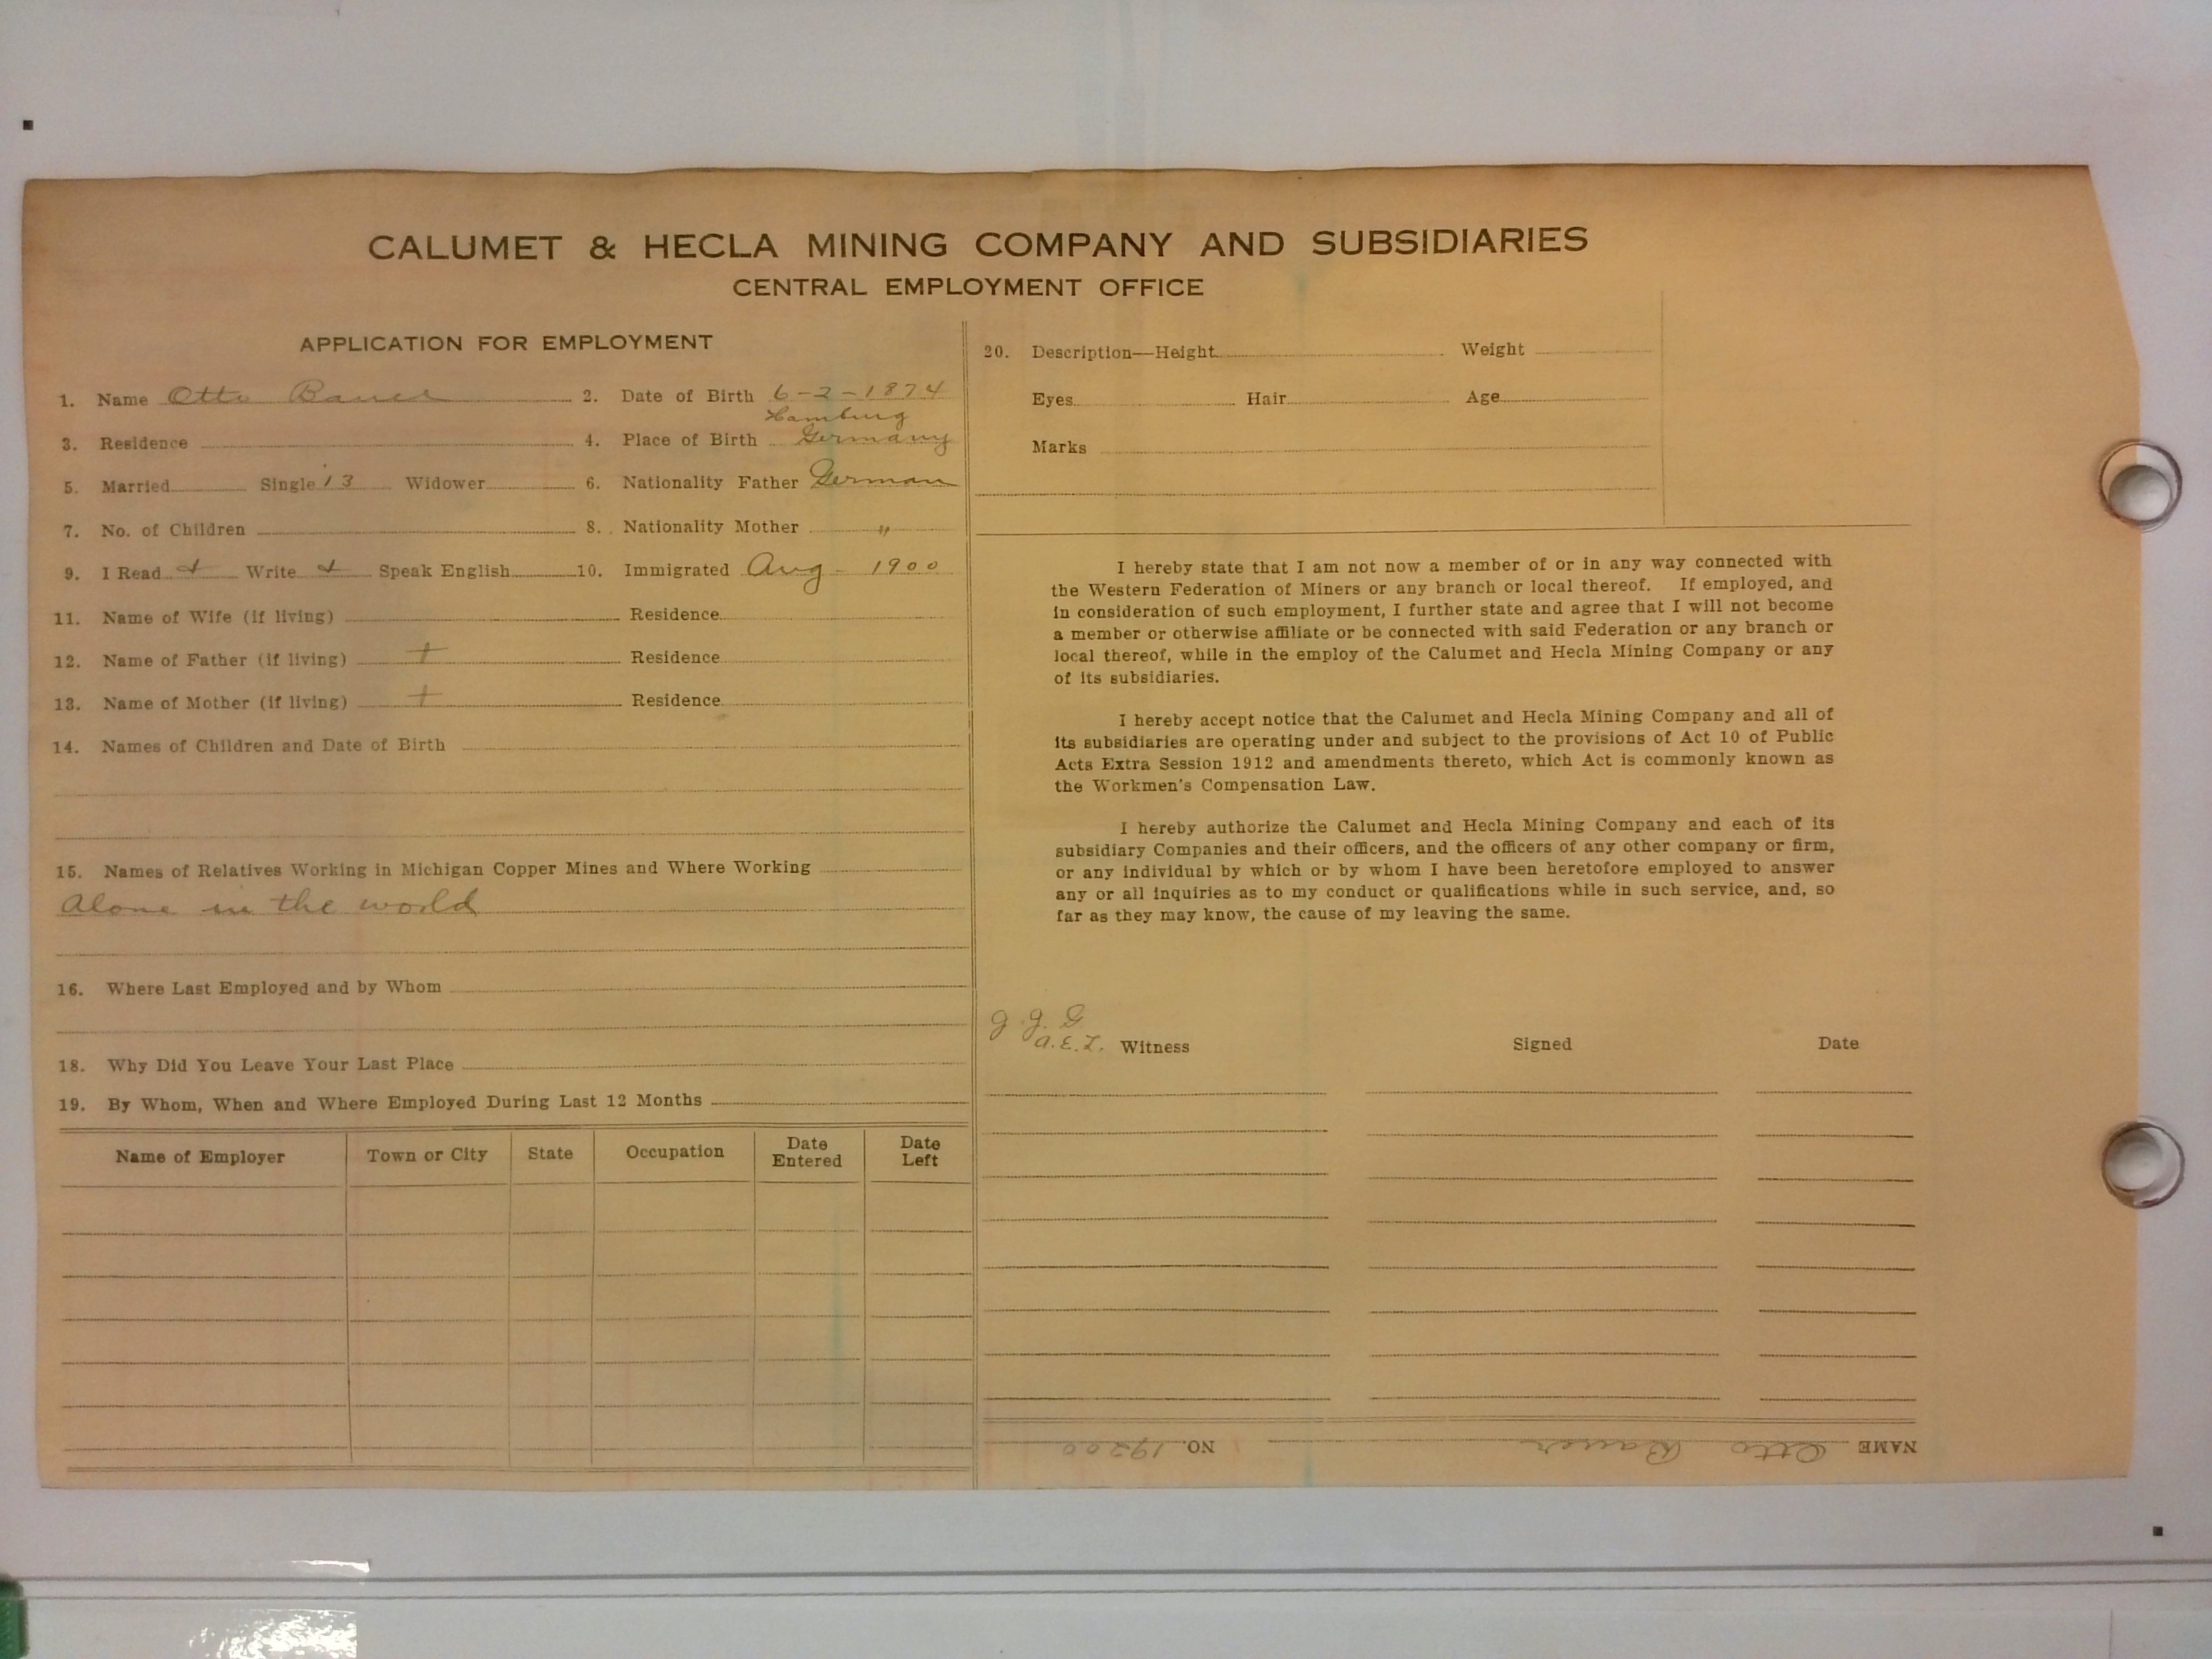 CALUMET & HECLA MINING COMPANY AND SUBSIDIARIES
CENTRAL EMPLOYMENT OFFICE
APPLICATION FOR EMPLOYMENT
1. Name Otto Bauer 2. Date of Birth 6-2-1874
Hamburg
3. Residence 4. Place of Birth Germany
5. Married Single Widower 6. Nationality Father German
7. No. of Children 8. Nationality Mother "
9. I Read Write Speak English 10. Immigrated Aug - 1900
11. Name of Wife (if living) Residence
12. Name of Father (if living) + Residence
13. Name of Mother (if living) + Residence
14. Names of Children and Date of Birth
15. Names of Relatives Working in Michigan Copper Mines and Where Working
Alone in the world
16. Where Last Employed and by Whom
18. Why Did You Leave Your Last Place
19. By Whom, When and Where Employed During Last 12 Months
Name of Employer Town or City State Occupation Date Entered Date Left
20. Description—Height Weight
Eyes Hair Age
Marks
I hereby state that I am not now a member of or in any way connected with
the Western Federation of Miners or any branch or local thereof. If employed, and
in consideration of such employment, I further state and agree that I will not become
a member or otherwise affiliate or be connected with said Federation or any branch or
local thereof, while in the employ of the Calumet and Hecla Mining Company or any
of its subsidiaries.
I hereby accept notice that the Calumet and Hecla Mining Company and all of
its subsidiaries are operating under and subject to the provisions of Act 10 of Public
Acts Extra Session 1912 and amendments thereto, which Act is commonly known as
the Workmen's Compensation Law.
I hereby authorize the Calumet and Hecla Mining Company and each of its
subsidiary Companies and their officers, and the officers of any other company or firm,
or any individual by which or by whom I have been heretofore employed to answer
any or all inquiries as to my conduct or qualifications while in such service, and, so
far as they may know, the cause of my leaving the same.
J. J. G
A.E.L. Witness Signed Date
NAME Otto Bauer NO. 19200